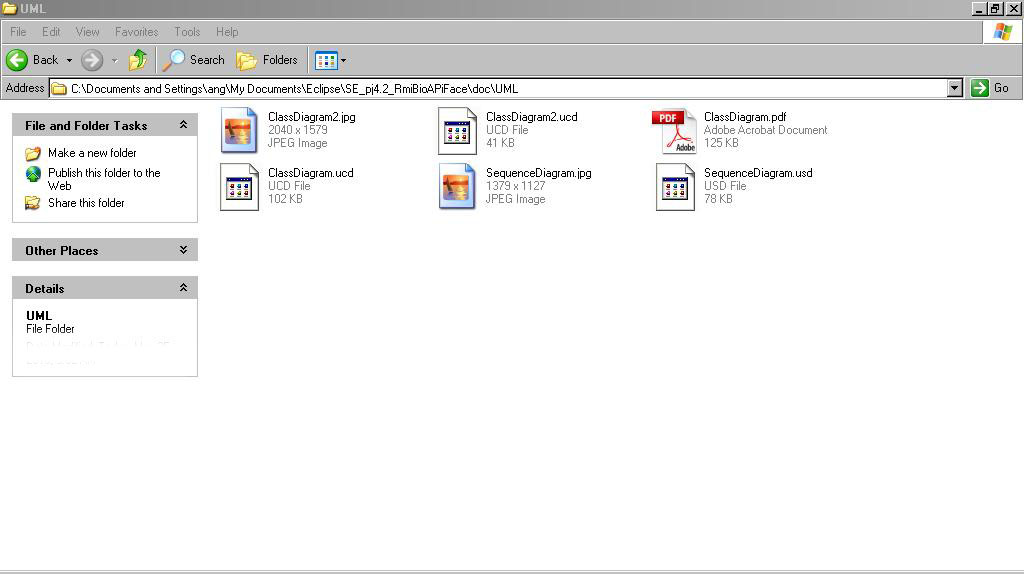 UML
File Edit View Favorites Tools Help
Back Search Folders
Address C:\Documents and Settings\ang\My Documents\Eclipse\SE_pj4.2_RmiBioAPiFace\doc\UML Go
File and Folder Tasks
Make a new folder
Publish this folder to the
Web
Share this folder
Other Places
Details
UML
File Folder
ClassDiagram2.jpg
2040 x 1579
JPEG Image
ClassDiagram2.ucd
UCD File
41 KB
PDF
Adobe
ClassDiagram.pdf
Adobe Acrobat Document
125 KB
ClassDiagram.ucd
UCD File
102 KB
SequenceDiagram.jpg
1379 x 1127
JPEG Image
SequenceDiagram.usd
USD File
78 KB